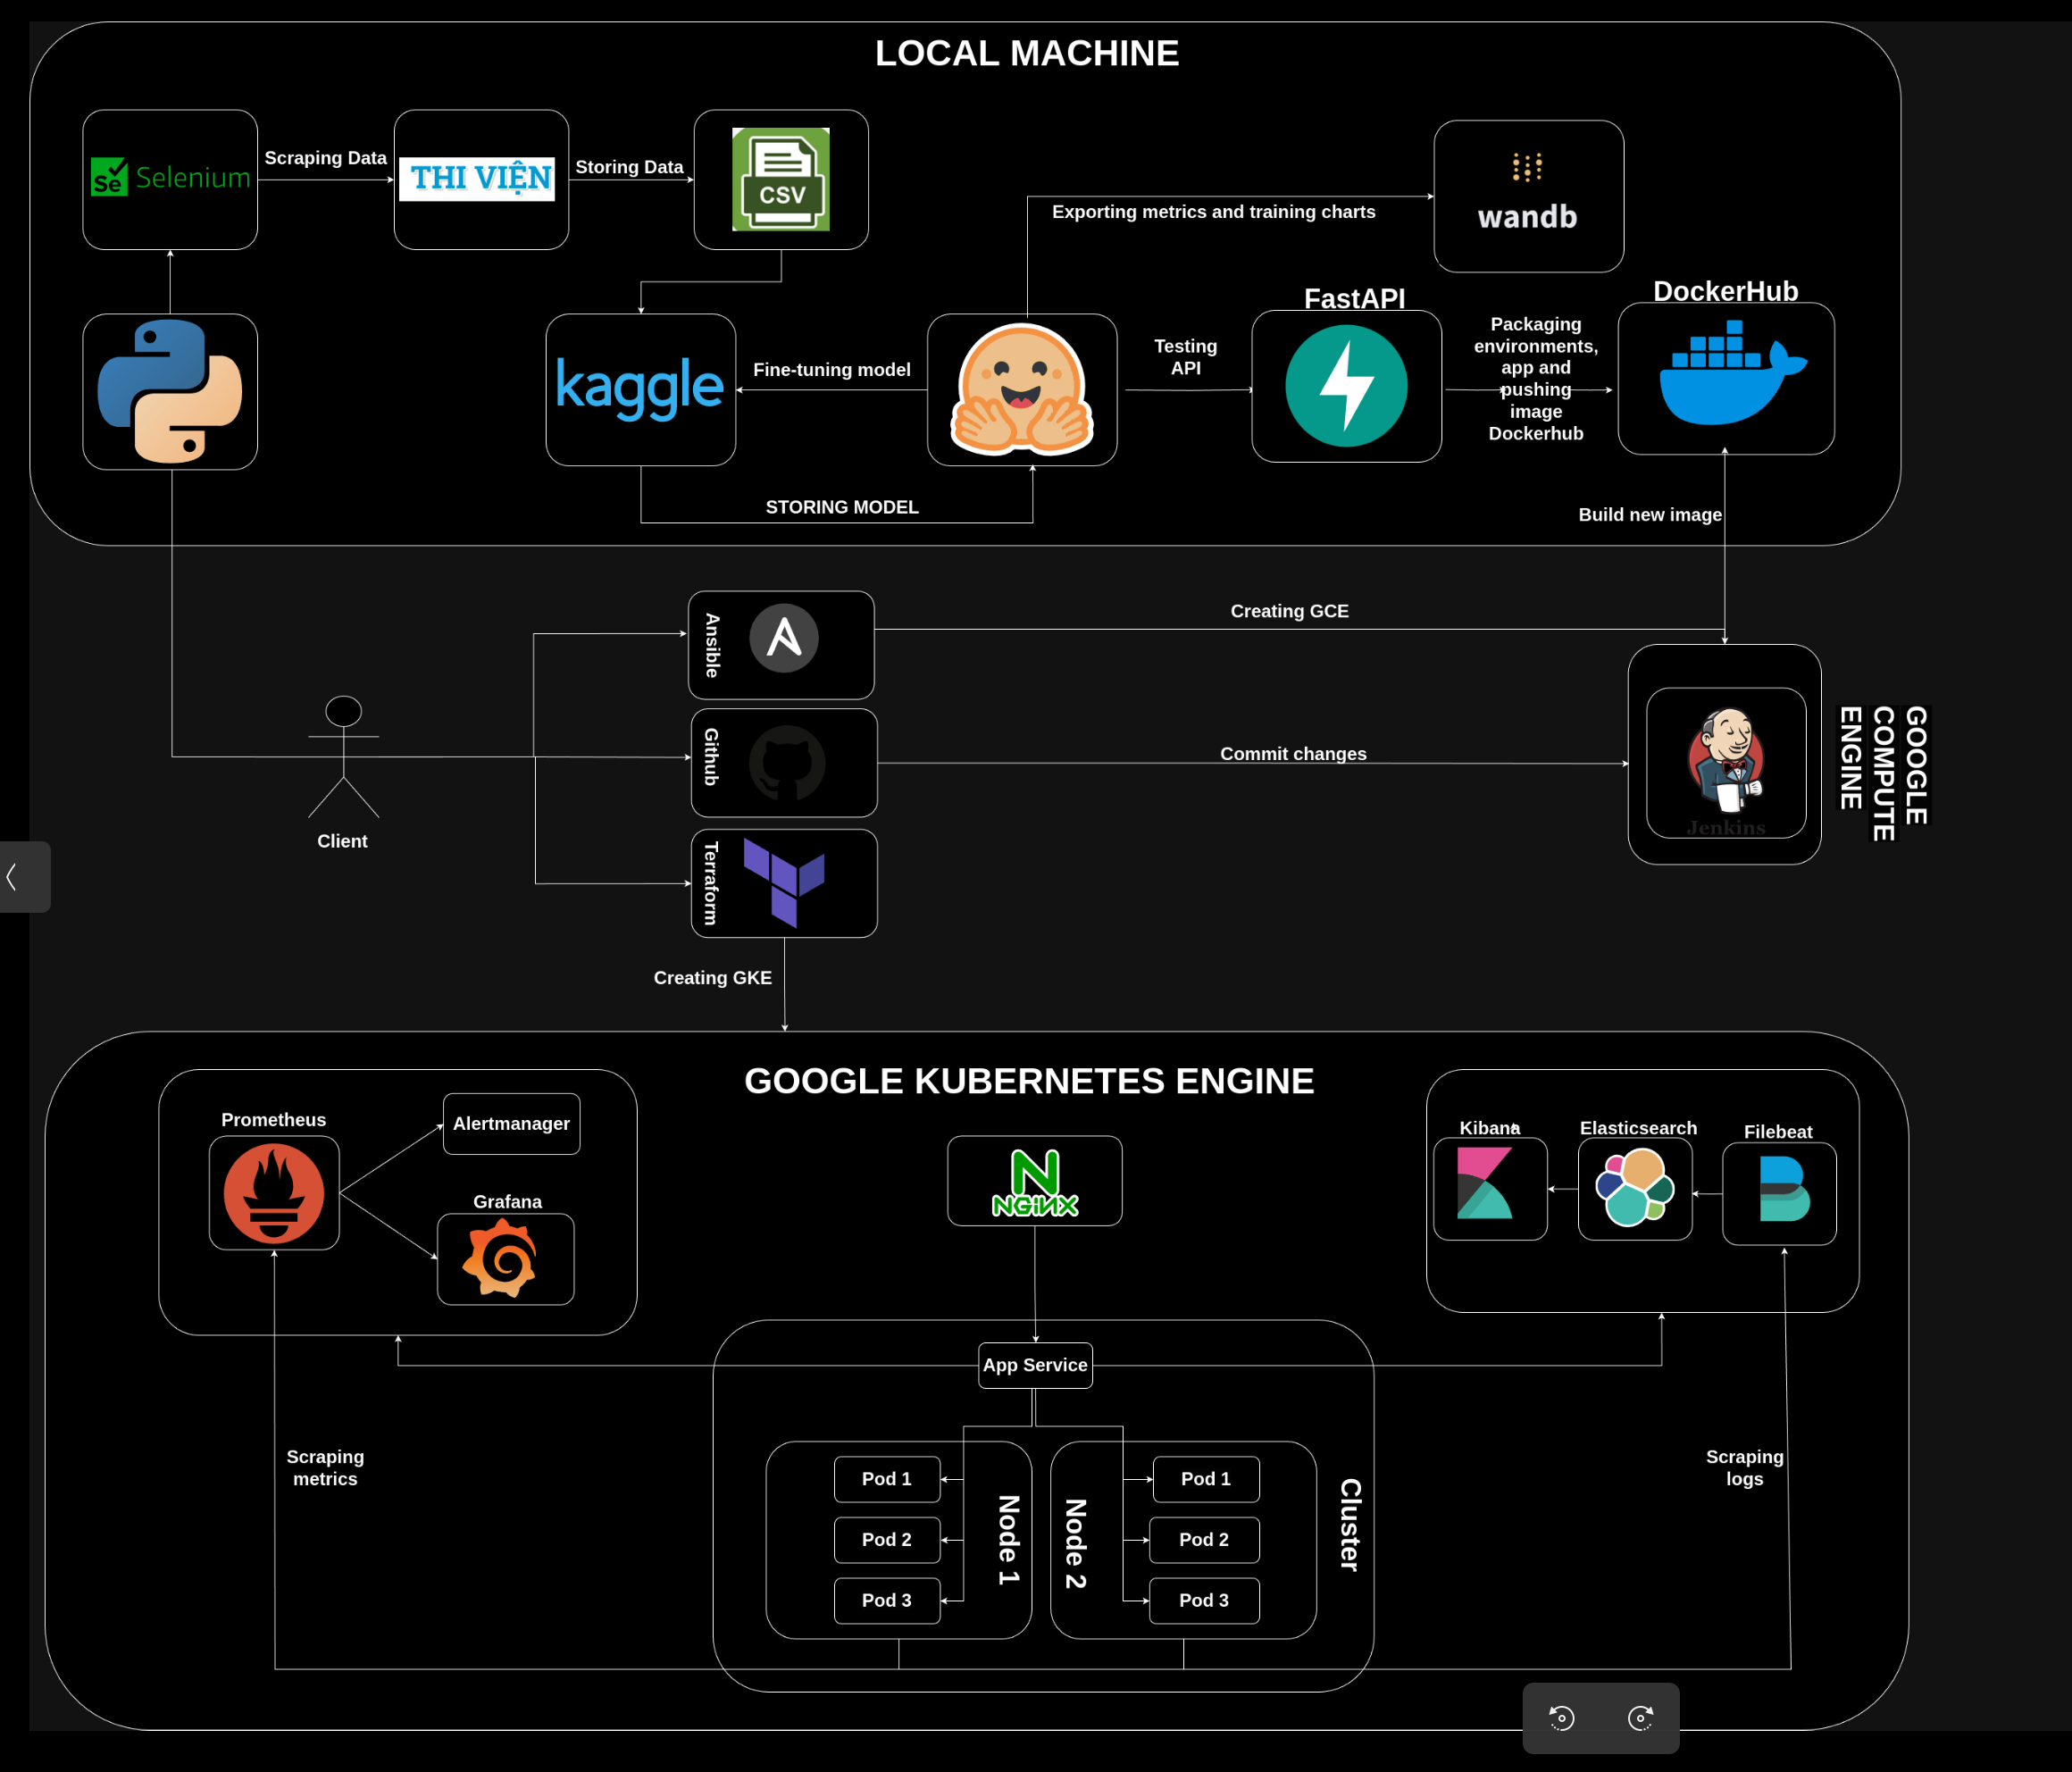 LOCAL MACHINE
Se Selenium
Scraping Data
THI VIỆN
Storing Data
CSV
Exporting metrics and training charts
wandb
kaggle
Fine-tuning model
Testing
API
FastAPI
Packaging
environments,
app and
pushing
image
Dockerhub
DockerHub
STORING MODEL
Build new image
Ansible
Creating GCE
Github
Commit changes
Jenkins
GOOGLE
COMPUTE
ENGINE
Client
Terraform
Creating GKE
GOOGLE KUBERNETES ENGINE
Prometheus
Alertmanager
Grafana
NGiNX
Kibana
Elasticsearch
Filebeat
App Service
Scraping
metrics
Pod 1
Pod 2
Pod 3
Node 1
Node 2
Pod 1
Pod 2
Pod 3
Cluster
Scraping
logs